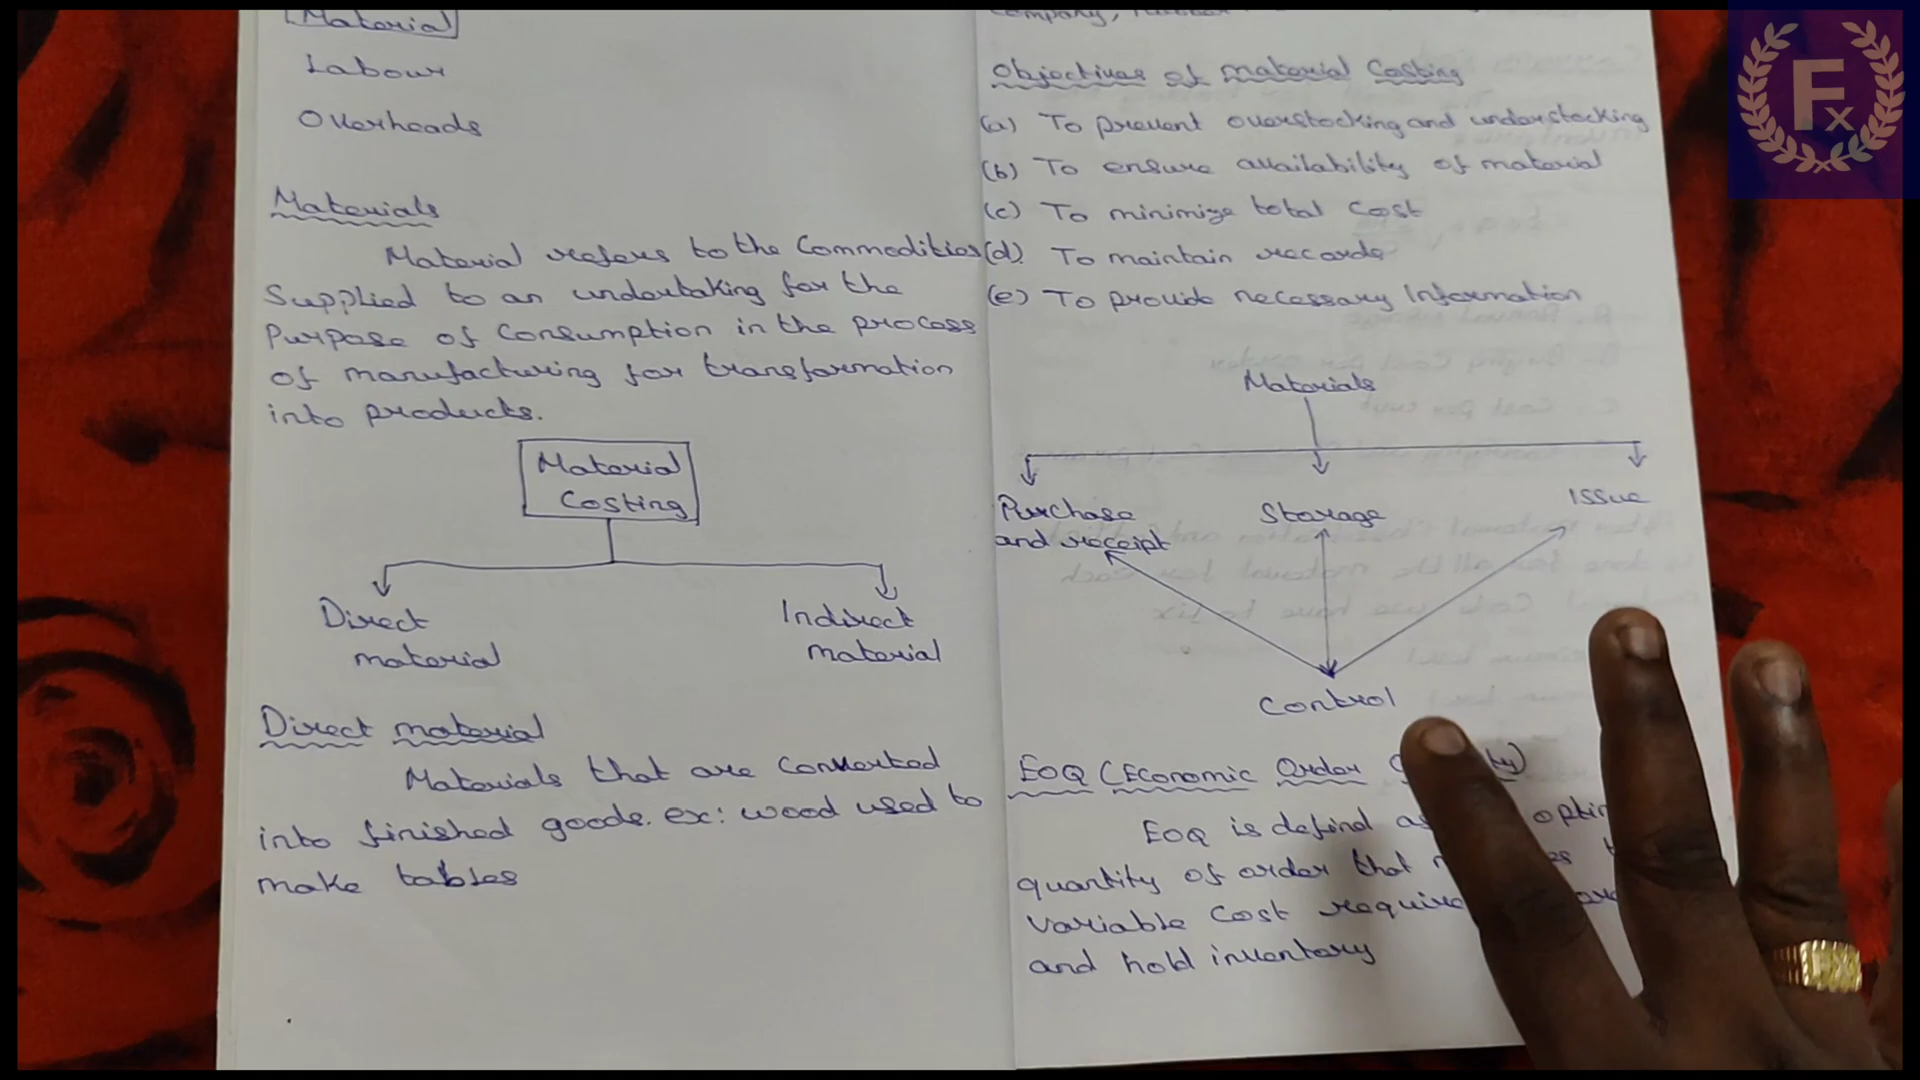 Material
Labour
Overheads
Materials
Material refers to the Commodities
Supplied to an undertaking for the
Purpose of Consumption in the process
of manufacturing for transformation
into products.
Material
Costing
Direct
material
Indirect
material
Direct material
Materials that are converted
into finished goods. ex: wood used to
make tables
Company,
Objectives of material Costing
(a) To prevent overstocking and understocking
(b) To ensure availability of material
(c) To minimize total cost
(d) To maintain records
(e) To provide necessary Information
Materials
Purchase
and receipt
Storage
Issue
Control
EOQ (Economic Order
EOQ is defind as
quantity of order that
variable cost
and hold inventory
Fx